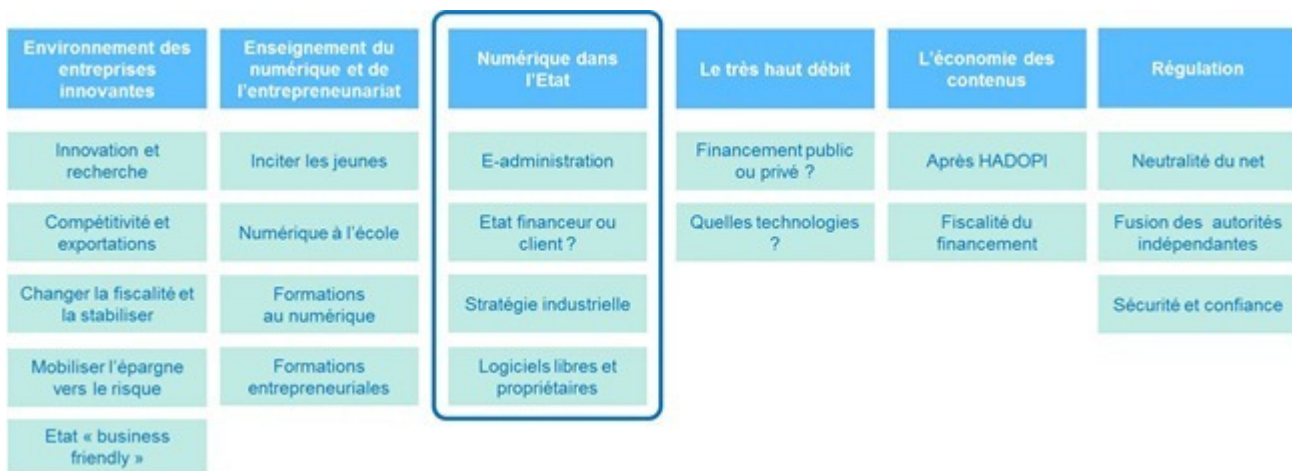 Environnement des
entreprises
innovantes
Innovation et
recherche
Compétitivité et
exportations
Changer la fiscalité et
la stabiliser
Mobiliser l'épargne
vers le risque
Etat « business
friendly »
Enseignement du
numérique et de
l'entrepreneunariat
Inciter les jeunes
Numérique à l'école
Formations
au numérique
Formations
entrepreneuriales
Numérique dans
l'Etat
E-administration
Etat financeur ou
client ?
Stratégie industrielle
Logiciels libres et
propriétaires
Le très haut débit
Financement public
ou privé ?
Quelles technologies
?
L'économie des
contenus
Après HADOPI
Fiscalité du
financement
Régulation
Neutralité du net
Fusion des autorités
indépendantes
Sécurité et confiance